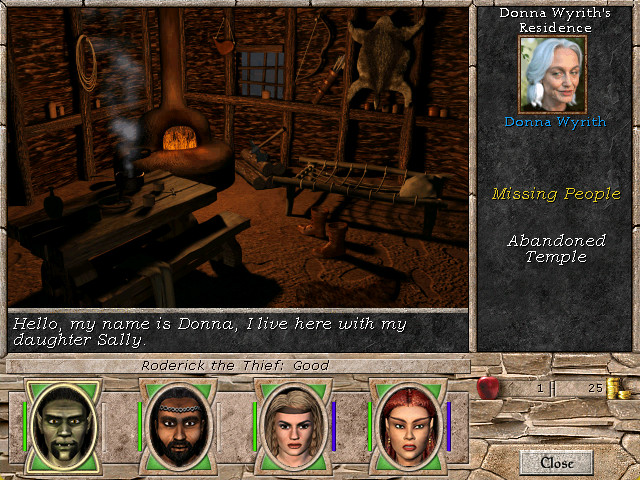 Donna Wyrith's
Residence
Donna Wyrith
Missing People
Abandoned
Temple
Hello, my name is Donna, I live here with my
daughter Sally.
Roderick the Thief: Good
1
25
Close